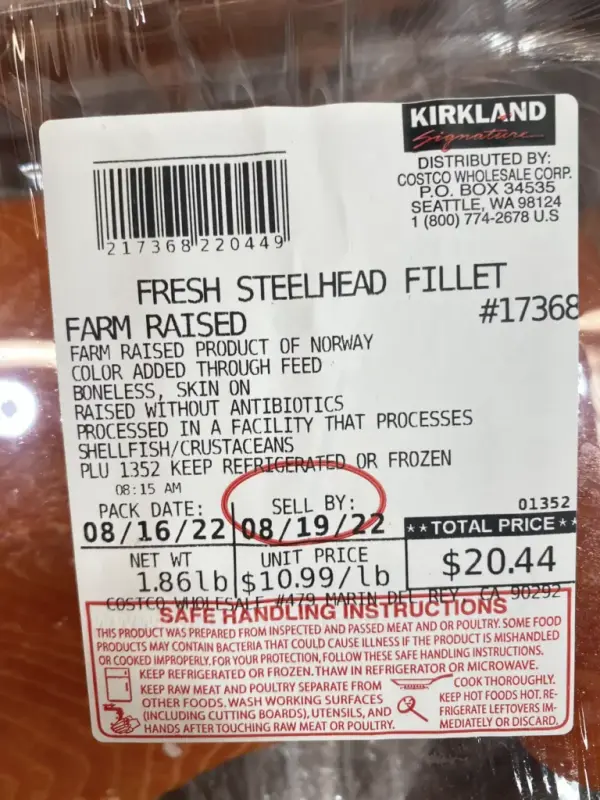 KIRKLAND
Signature
DISTRIBUTED BY:
COSTCO WHOLESALE CORP.
P.O. BOX 34535
SEATTLE, WA 98124
1 (800) 774-2678 U.S
217368 220449
FRESH STEELHEAD FILLET
#17368
FARM RAISED
FARM RAISED PRODUCT OF NORWAY
COLOR ADDED THROUGH FEED
BONELESS, SKIN ON
RAISED WITHOUT ANTIBIOTICS
PROCESSED IN A FACILITY THAT PROCESSES
SHELLFISH/CRUSTACEANS
PLU 1352 KEEP REFRIGERATED OR FROZEN
08:15 AM
PACK DATE: SELL BY: 01352
08/16/22 08/19/22 **TOTAL PRICE**
NET WT UNIT PRICE $20.44
1.86lb $10.99/lb
COSTCO WHOLESALE #479 MARIN DEL REY CA 90292
SAFE HANDLING INSTRUCTIONS
THIS PRODUCT WAS PREPARED FROM INSPECTED AND PASSED MEAT AND OR POULTRY. SOME FOOD
PRODUCTS MAY CONTAIN BACTERIA THAT COULD CAUSE ILLNESS IF THE PRODUCT IS MISHANDLED
OR COOKED IMPROPERLY. FOR YOUR PROTECTION, FOLLOW THESE SAFE HANDLING INSTRUCTIONS.
KEEP REFRIGERATED OR FROZEN. THAW IN REFRIGERATOR OR MICROWAVE.
KEEP RAW MEAT AND POULTRY SEPARATE FROM
OTHER FOODS. WASH WORKING SURFACES
(INCLUDING CUTTING BOARDS), UTENSILS, AND
HANDS AFTER TOUCHING RAW MEAT OR POULTRY.
COOK THOROUGHLY.
KEEP HOT FOODS HOT. RE-
FRIGERATE LEFTOVERS IM-
MEDIATELY OR DISCARD.